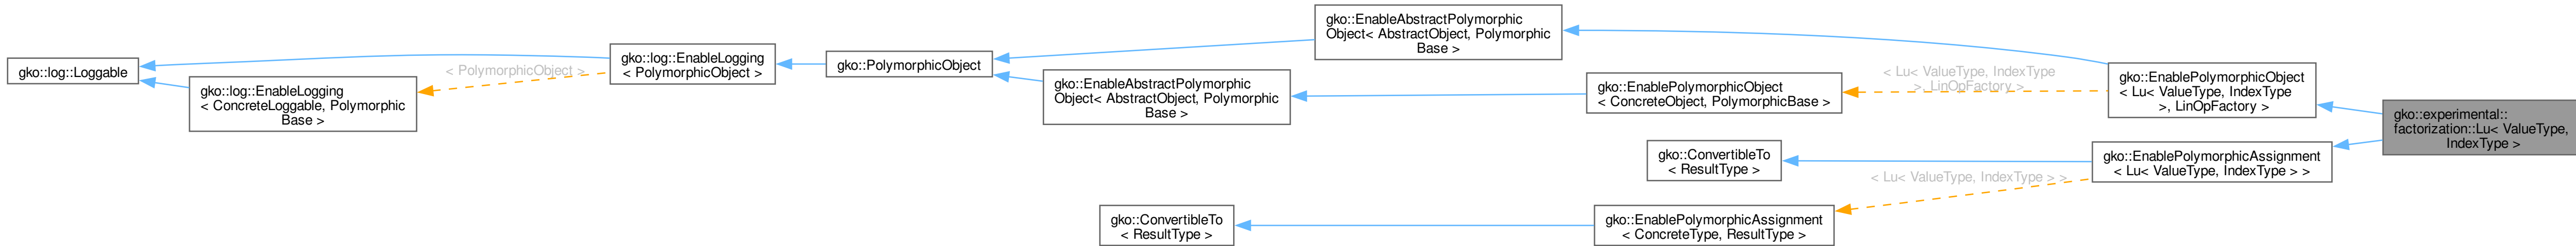 gko::log::Loggable
gko::log::EnableLogging
< ConcreteLoggable, Polymorphic
Base >
< PolymorphicObject >
gko::log::EnableLogging
< PolymorphicObject >
gko::PolymorphicObject
gko::EnableAbstractPolymorphic
Object< AbstractObject, Polymorphic
Base >
gko::EnableAbstractPolymorphic
Object< AbstractObject, Polymorphic
Base >
gko::EnablePolymorphicObject
< ConcreteObject, PolymorphicBase >
< Lu< ValueType, IndexType
>, LinOpFactory >
gko::EnablePolymorphicObject
< Lu< ValueType, IndexType
>, LinOpFactory >
gko::experimental::
factorization::Lu< ValueType,
IndexType >
gko::ConvertibleTo
< ResultType >
gko::EnablePolymorphicAssignment
< Lu< ValueType, IndexType > >
< Lu< ValueType, IndexType > >
gko::ConvertibleTo
< ResultType >
gko::EnablePolymorphicAssignment
< ConcreteType, ResultType >